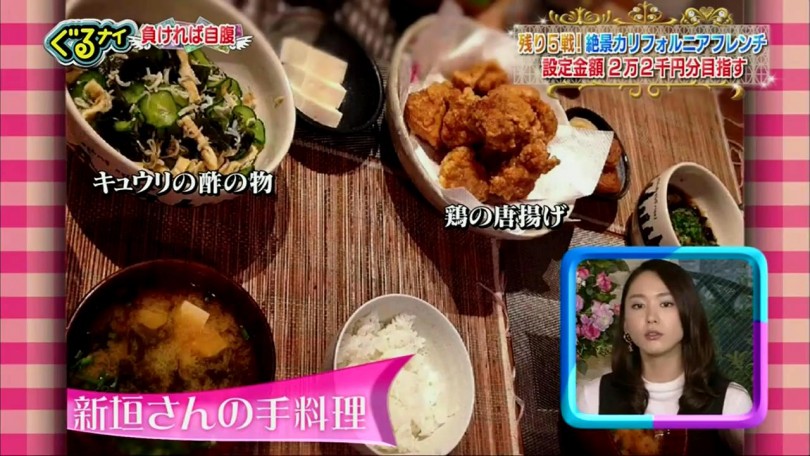 ぐるナイ
負ければ自腹
残り5戦!絶景カリフォルニアフレンチ
設定金額 2万2千円分目指す
キュウリの酢の物
鶏の唐揚げ
新垣さんの手料理